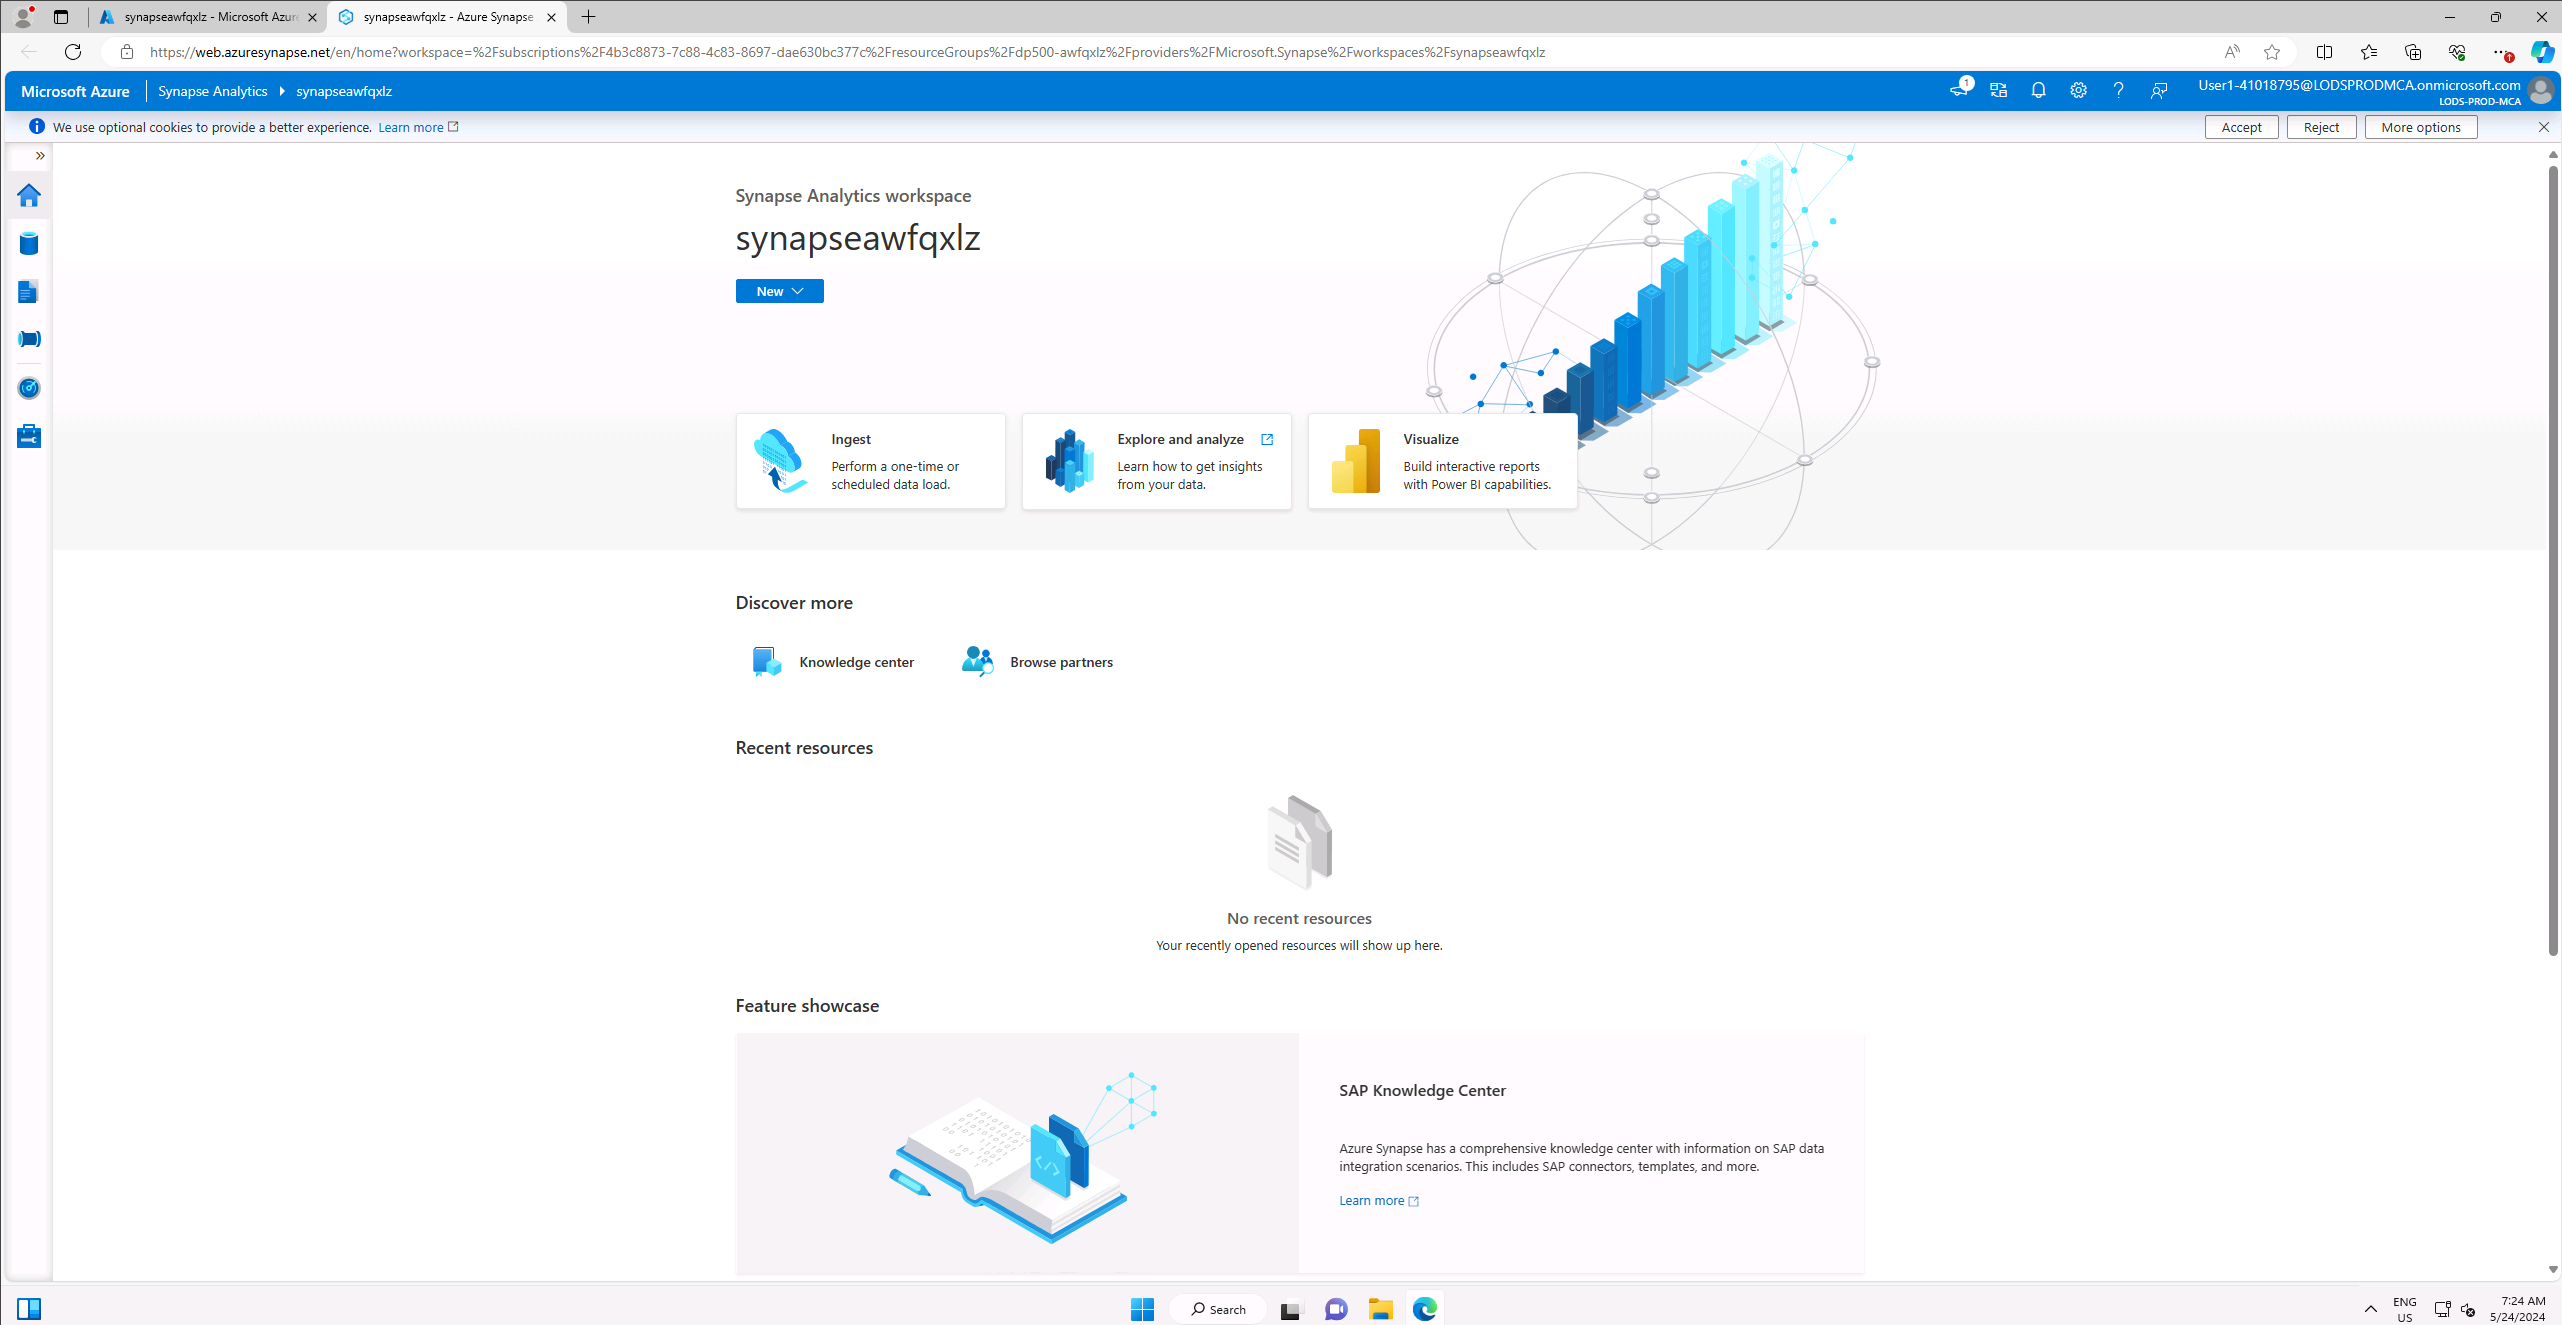 synapseawfqxlz - Microsoft Azure
synapseawfqxlz - Azure Synapse
https://web.azuresynapse.net/en/home?workspace=%2Fsubscriptions%2F4b3c8873-7c88-4c83-8697-dae630bc377c%2FresourceGroups%2Fdp500-awfqxlz%2Fproviders%2FMicrosoft.Synapse%2Fworkspaces%2Fsynapseawfqxlz
Microsoft Azure
Synapse Analytics
synapseawfqxlz
1
User1-41018795@LODSPRODMCA.onmicrosoft.com
LODS-PROD-MCA
We use optional cookies to provide a better experience. Learn more
Accept
Reject
More options
Synapse Analytics workspace
synapseawfqxlz
New
Ingest
Perform a one-time or
scheduled data load.
Explore and analyze
Learn how to get insights
from your data.
Visualize
Build interactive reports
with Power BI capabilities.
Discover more
Knowledge center
Browse partners
Recent resources
No recent resources
Your recently opened resources will show up here.
Feature showcase
SAP Knowledge Center
Azure Synapse has a comprehensive knowledge center with information on SAP data
integration scenarios. This includes SAP connectors, templates, and more.
Learn more
Search
ENG
US
7:24 AM
5/24/2024